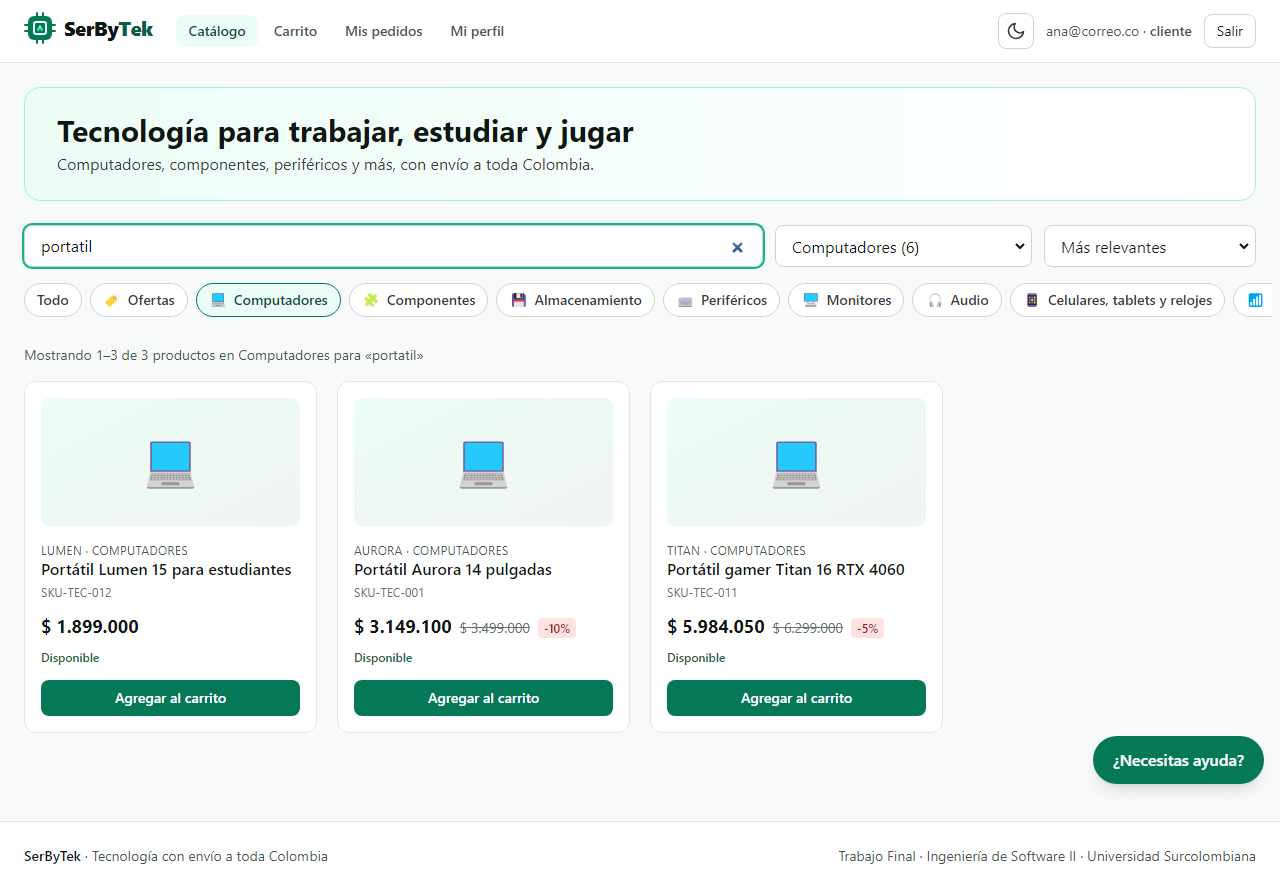 SerByTek Catálogo Carrito Mis pedidos Mi perfil ana@correo.co · cliente Salir
Tecnología para trabajar, estudiar y jugar
Computadores, componentes, periféricos y más, con envío a toda Colombia.
portatil Computadores (6) Más relevantes
Todo Ofertas Computadores Componentes Almacenamiento Periféricos Monitores Audio Celulares, tablets y relojes
Mostrando 1–3 de 3 productos en Computadores para «portatil»
LUMEN · COMPUTADORES
Portátil Lumen 15 para estudiantes
SKU-TEC-012
$ 1.899.000
Disponible
Agregar al carrito
AURORA · COMPUTADORES
Portátil Aurora 14 pulgadas
SKU-TEC-001
$ 3.149.100 $ 3.499.000 -10%
Disponible
Agregar al carrito
TITAN · COMPUTADORES
Portátil gamer Titan 16 RTX 4060
SKU-TEC-011
$ 5.984.050 $ 6.299.000 -5%
Disponible
Agregar al carrito
¿Necesitas ayuda?
SerByTek · Tecnología con envío a toda Colombia
Trabajo Final · Ingeniería de Software II · Universidad Surcolombiana